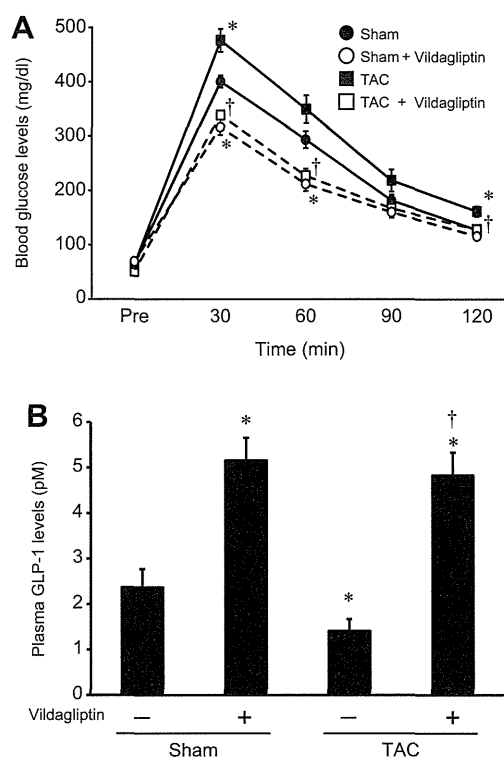 A
Blood glucose levels (mg/dl)
500
400
300
200
100
0
Sham
Sham + Vildagliptin
TAC
TAC + Vildagliptin
*
†
*
†
*
*
†
Pre
30
60
90
120
Time (min)
B
Plasma GLP-1 levels (pM)
6
5
4
3
2
1
0
*
*
†
*
Vildagliptin
− + − +
Sham TAC